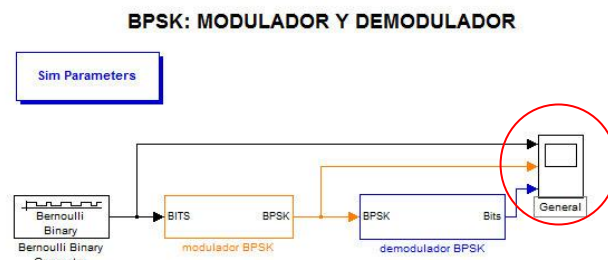 BPSK: MODULADOR Y DEMODULADOR
Sim Parameters
General
Bernoulli
Binary
BITS BPSK
BPSK Bits
Bernoulli Binary
modulador BPSK
demodulador BPSK